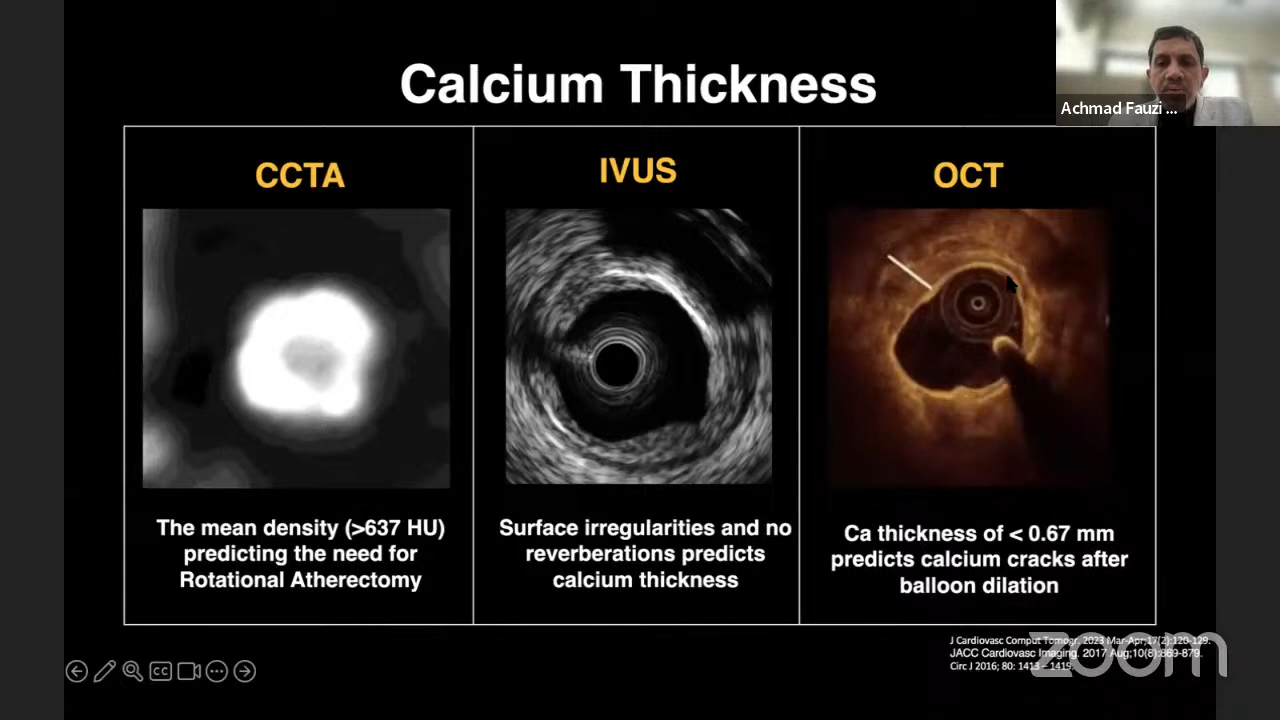 Calcium Thickness
Achmad Fauzi ...
CCTA
IVUS
OCT
The mean density (>637 HU)
predicting the need for
Rotational Atherectomy
Surface irregularities and no
reverberations predicts
calcium thickness
Ca thickness of < 0.67 mm
predicts calcium cracks after
balloon dilation
J Cardiovasc Comput Tomogr. 2023 Mar-Apr;17(2):120-129.
JACC Cardiovasc Imaging. 2017 Aug;10(8):869-879.
Circ J 2016; 80: 1413 – 1419.
zoom
CC